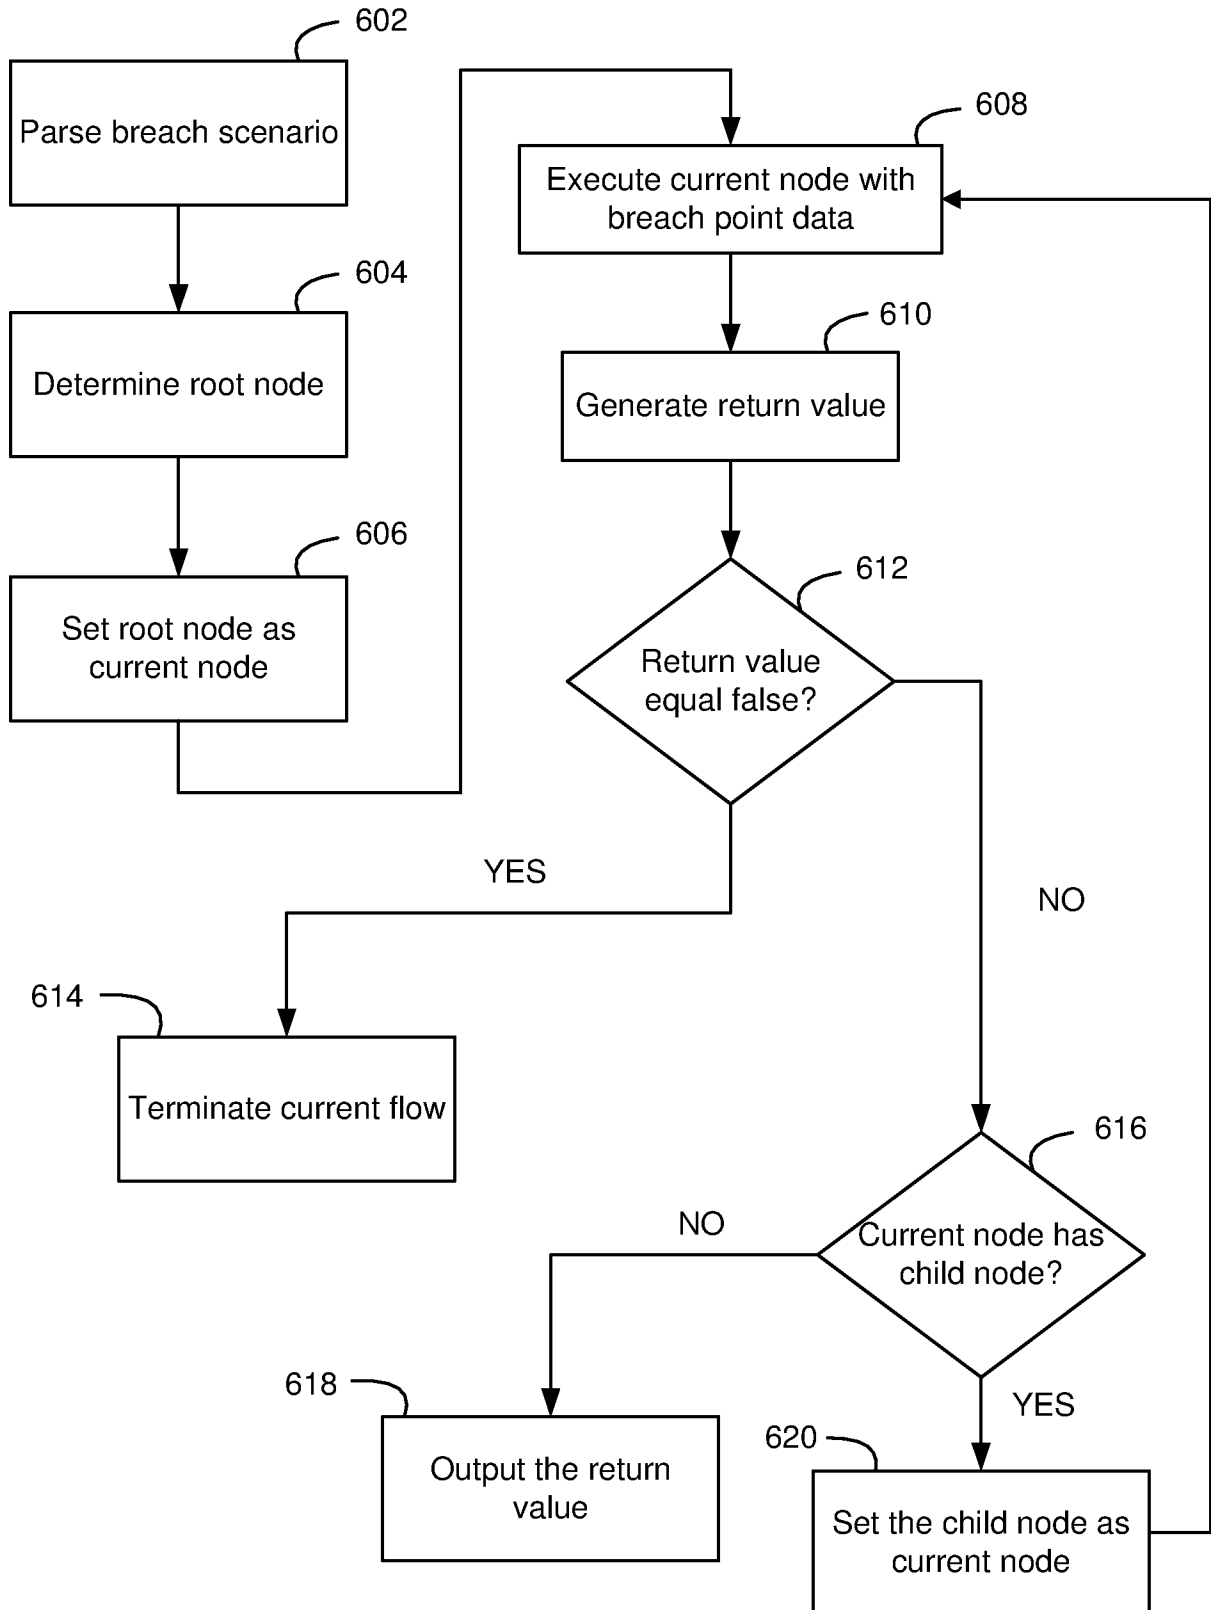 602
Parse breach scenario
604
Determine root node
606
Set root node as
current node
608
Execute current node with
breach point data
610
Generate return value
612
Return value
equal false?
YES
NO
614
Terminate current flow
616
Current node has
child node?
NO
YES
618
Output the return
value
620
Set the child node as
current node